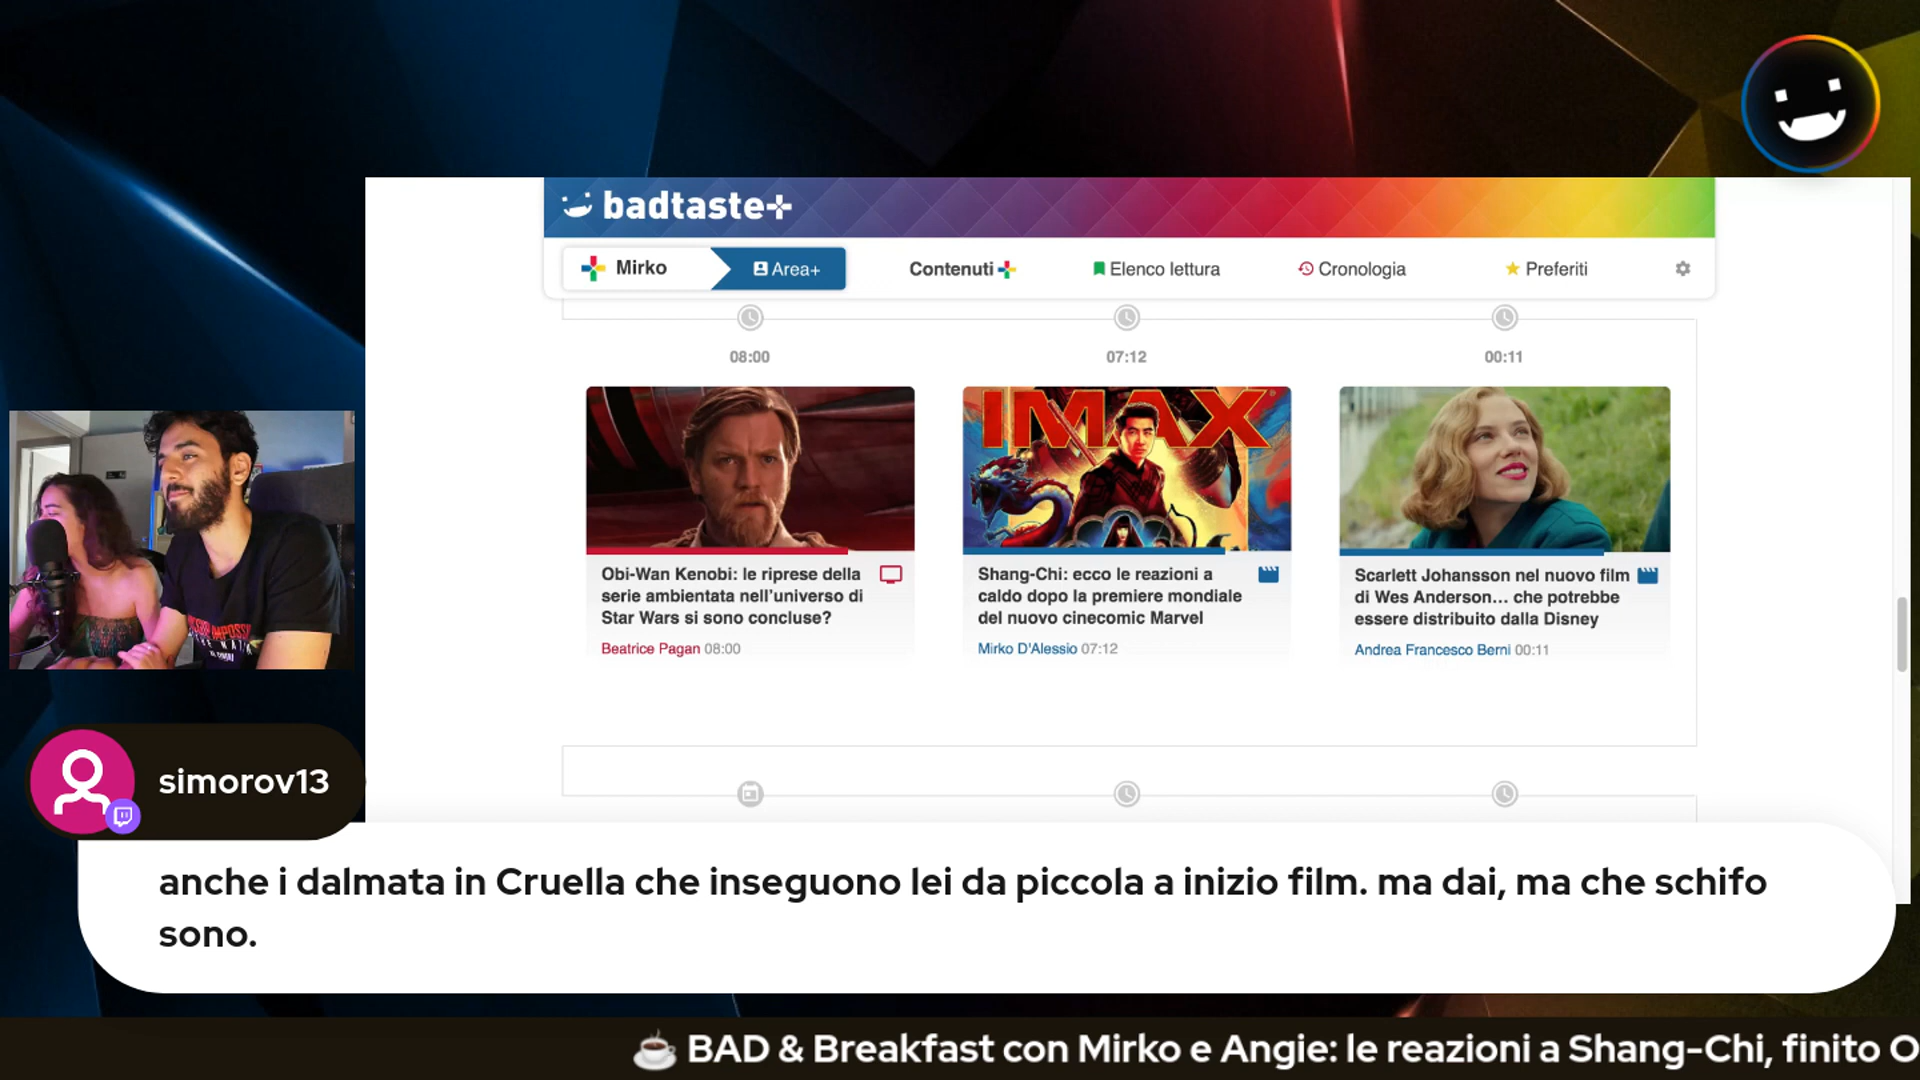 badtaste+
Mirko
Area+
Contenuti
Elenco lettura
Cronologia
Preferiti
08:00
07:12
00:11
IMAX
Obi-Wan Kenobi: le riprese della
serie ambientata nell'universo di
Star Wars si sono concluse?
Beatrice Pagan 08:00
Shang-Chi: ecco le reazioni a
caldo dopo la premiere mondiale
del nuovo cinecomic Marvel
Mirko D'Alessio 07:12
Scarlett Johansson nel nuovo film
di Wes Anderson... che potrebbe
essere distribuito dalla Disney
Andrea Francesco Berni 00:11
simorov13
anche i dalmata in Cruella che inseguono lei da piccola a inizio film. ma dai, ma che schifo
sono.
BAD & Breakfast con Mirko e Angie: le reazioni a Shang-Chi, finito O